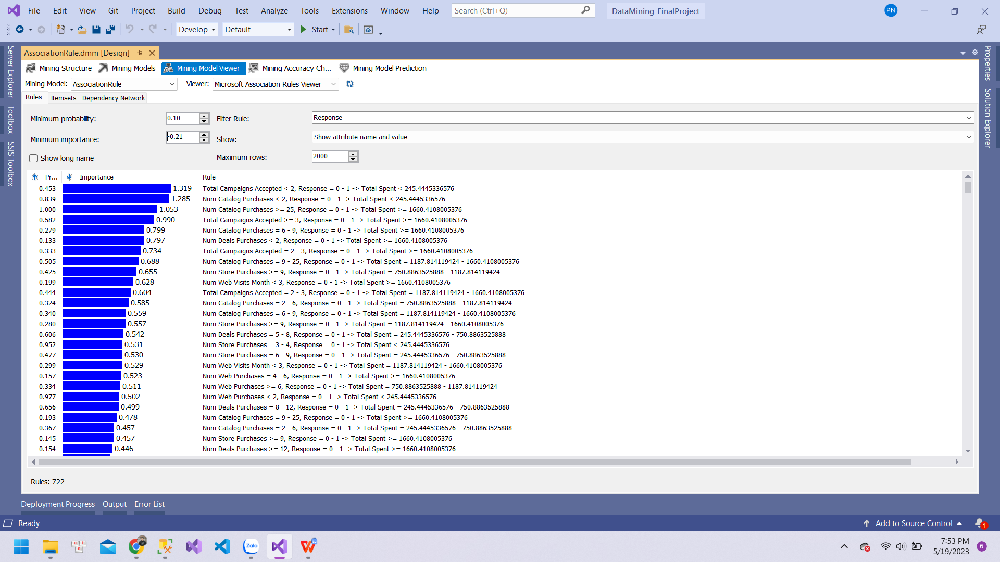 File Edit View Git Project Build Debug Test Analyze Tools Extensions Window Help Search (Ctrl+Q) DataMining_FinalProject PN
Develop Default Start
Server Explorer
Toolbox
SSIS Toolbox
AssociationRule.dmm [Design]
Mining Structure Mining Models Mining Model Viewer Mining Accuracy Ch... Mining Model Prediction
Mining Model: AssociationRule Viewer: Microsoft Association Rules Viewer
Rules Itemsets Dependency Network
Minimum probability: 0.10 Filter Rule: Response
Minimum importance: -0.21 Show: Show attribute name and value
Show long name Maximum rows: 2000
Pr... Importance Rule
0.453 1.319 Total Campaigns Accepted < 2, Response = 0 - 1 -> Total Spent < 245.4445336576
0.839 1.285 Num Catalog Purchases < 2, Response = 0 - 1 -> Total Spent < 245.4445336576
1.000 1.053 Num Catalog Purchases >= 25, Response = 0 - 1 -> Total Spent >= 1660.4108005376
0.582 0.990 Total Campaigns Accepted >= 3, Response = 0 - 1 -> Total Spent >= 1660.4108005376
0.279 0.799 Num Catalog Purchases = 6 - 9, Response = 0 - 1 -> Total Spent >= 1660.4108005376
0.133 0.797 Num Deals Purchases < 2, Response = 0 - 1 -> Total Spent >= 1660.4108005376
0.333 0.734 Total Campaigns Accepted = 2 - 3, Response = 0 - 1 -> Total Spent >= 1660.4108005376
0.505 0.688 Num Catalog Purchases = 9 - 25, Response = 0 - 1 -> Total Spent = 1187.814119424 - 1660.4108005376
0.425 0.655 Num Store Purchases >= 9, Response = 0 - 1 -> Total Spent = 750.8863525888 - 1187.814119424
0.199 0.628 Num Web Visits Month < 3, Response = 0 - 1 -> Total Spent >= 1660.4108005376
0.444 0.604 Total Campaigns Accepted = 2 - 3, Response = 0 - 1 -> Total Spent = 1187.814119424 - 1660.4108005376
0.324 0.585 Num Catalog Purchases = 2 - 6, Response = 0 - 1 -> Total Spent = 750.8863525888 - 1187.814119424
0.340 0.559 Num Catalog Purchases = 6 - 9, Response = 0 - 1 -> Total Spent = 1187.814119424 - 1660.4108005376
0.280 0.557 Num Store Purchases >= 9, Response = 0 - 1 -> Total Spent = 1187.814119424 - 1660.4108005376
0.606 0.542 Num Deals Purchases = 5 - 8, Response = 0 - 1 -> Total Spent = 245.4445336576 - 750.8863525888
0.952 0.531 Num Store Purchases = 3 - 4, Response = 0 - 1 -> Total Spent < 245.4445336576
0.477 0.530 Num Store Purchases = 6 - 9, Response = 0 - 1 -> Total Spent = 245.4445336576 - 750.8863525888
0.299 0.529 Num Web Visits Month < 3, Response = 0 - 1 -> Total Spent = 1187.814119424 - 1660.4108005376
0.157 0.523 Num Web Purchases = 4 - 6, Response = 0 - 1 -> Total Spent >= 1660.4108005376
0.334 0.511 Num Web Purchases >= 6, Response = 0 - 1 -> Total Spent = 750.8863525888 - 1187.814119424
0.977 0.502 Num Web Purchases < 2, Response = 0 - 1 -> Total Spent < 245.4445336576
0.656 0.499 Num Deals Purchases = 8 - 12, Response = 0 - 1 -> Total Spent = 245.4445336576 - 750.8863525888
0.193 0.478 Num Catalog Purchases = 9 - 25, Response = 0 - 1 -> Total Spent >= 1660.4108005376
0.367 0.457 Num Catalog Purchases = 2 - 6, Response = 0 - 1 -> Total Spent = 245.4445336576 - 750.8863525888
0.145 0.457 Num Store Purchases >= 9, Response = 0 - 1 -> Total Spent >= 1660.4108005376
0.154 0.446 Num Deals Purchases >= 12, Response = 0 - 1 -> Total Spent >= 1660.4108005376
Rules: 722
Properties
Solution Explorer
Deployment Progress Output Error List
Ready Add to Source Control 1
Zalo 7:53 PM
5/19/2023 6